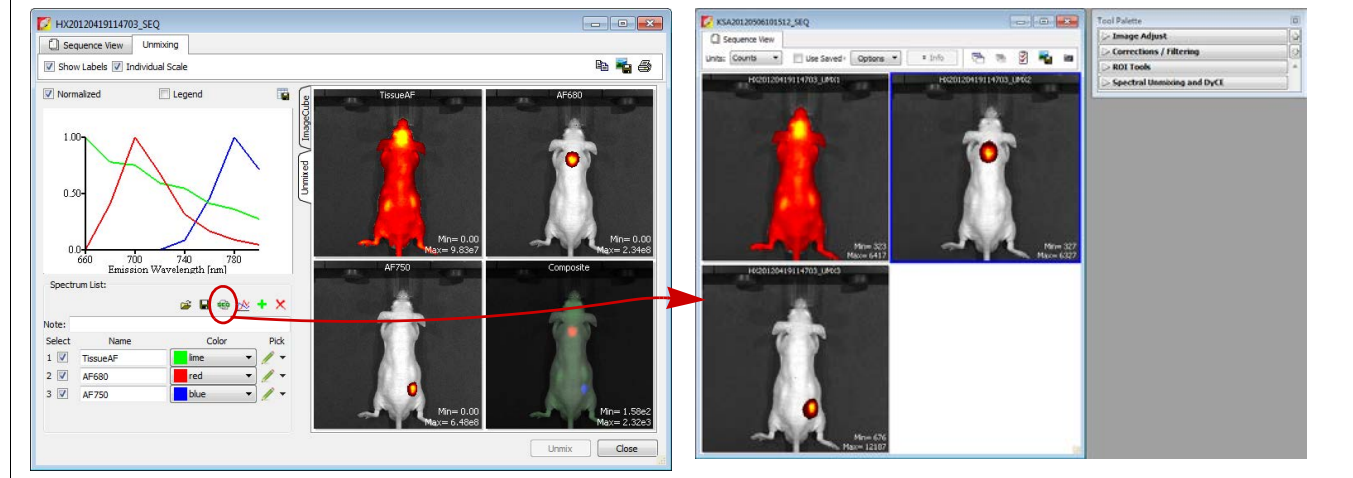 HX20120419114703_SEQ
Sequence View Unmixing
Show Labels Individual Scale
Normalized Legend
1.00
0.50
0.0
660 700 740 780
Emission Wavelength [nm]
ImageCube
Unmixed
TissueAF
Min= 0.00
Max= 9.83e7
AF680
Min= 0.00
Max= 2.34e8
AF750
Min= 0.00
Max= 6.48e8
Composite
Min= 1.58e2
Max= 2.32e3
Spectrum List:
SEQ
Note:
Select Name Color Pick
1 TissueAF lime
2 AF680 red
3 AF750 blue
Unmix Close
KSA20120506101512_SEQ
Sequence View
Units: Counts Use Saved Options Info
HX20120419114703_UMX1
Min= 323
Max= 6417
HX20120419114703_UMX2
Min= 327
Max= 6327
HX20120419114703_UMX3
Min= 676
Max= 12187
Tool Palette
Image Adjust
Corrections / Filtering
ROI Tools
Spectral Unmixing and DyCE